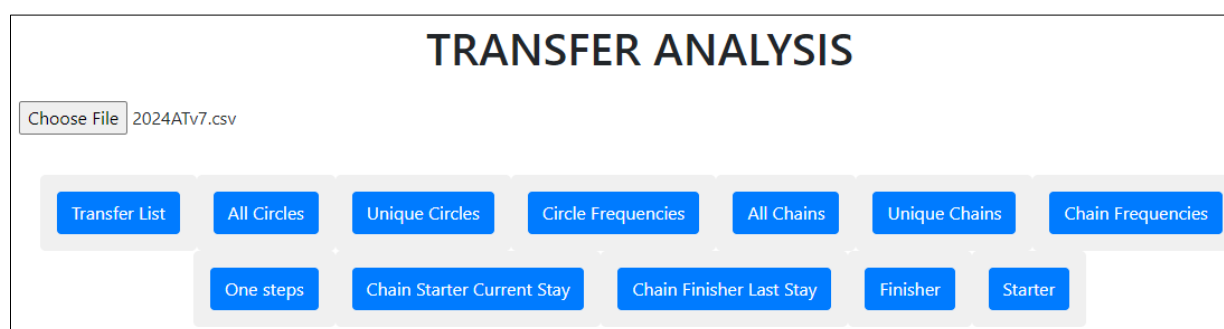 TRANSFER ANALYSIS
Choose File 2024ATv7.csv
Transfer List All Circles Unique Circles Circle Frequencies All Chains Unique Chains Chain Frequencies
One steps Chain Starter Current Stay Chain Finisher Last Stay Finisher Starter